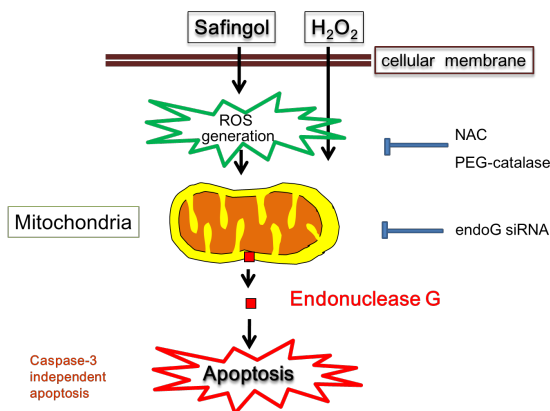 Safingol
H₂O₂
cellular membrane
ROS
generation
NAC
PEG-catalase
Mitochondria
endoG siRNA
Endonuclease G
Caspase-3
independent
apoptosis
Apoptosis